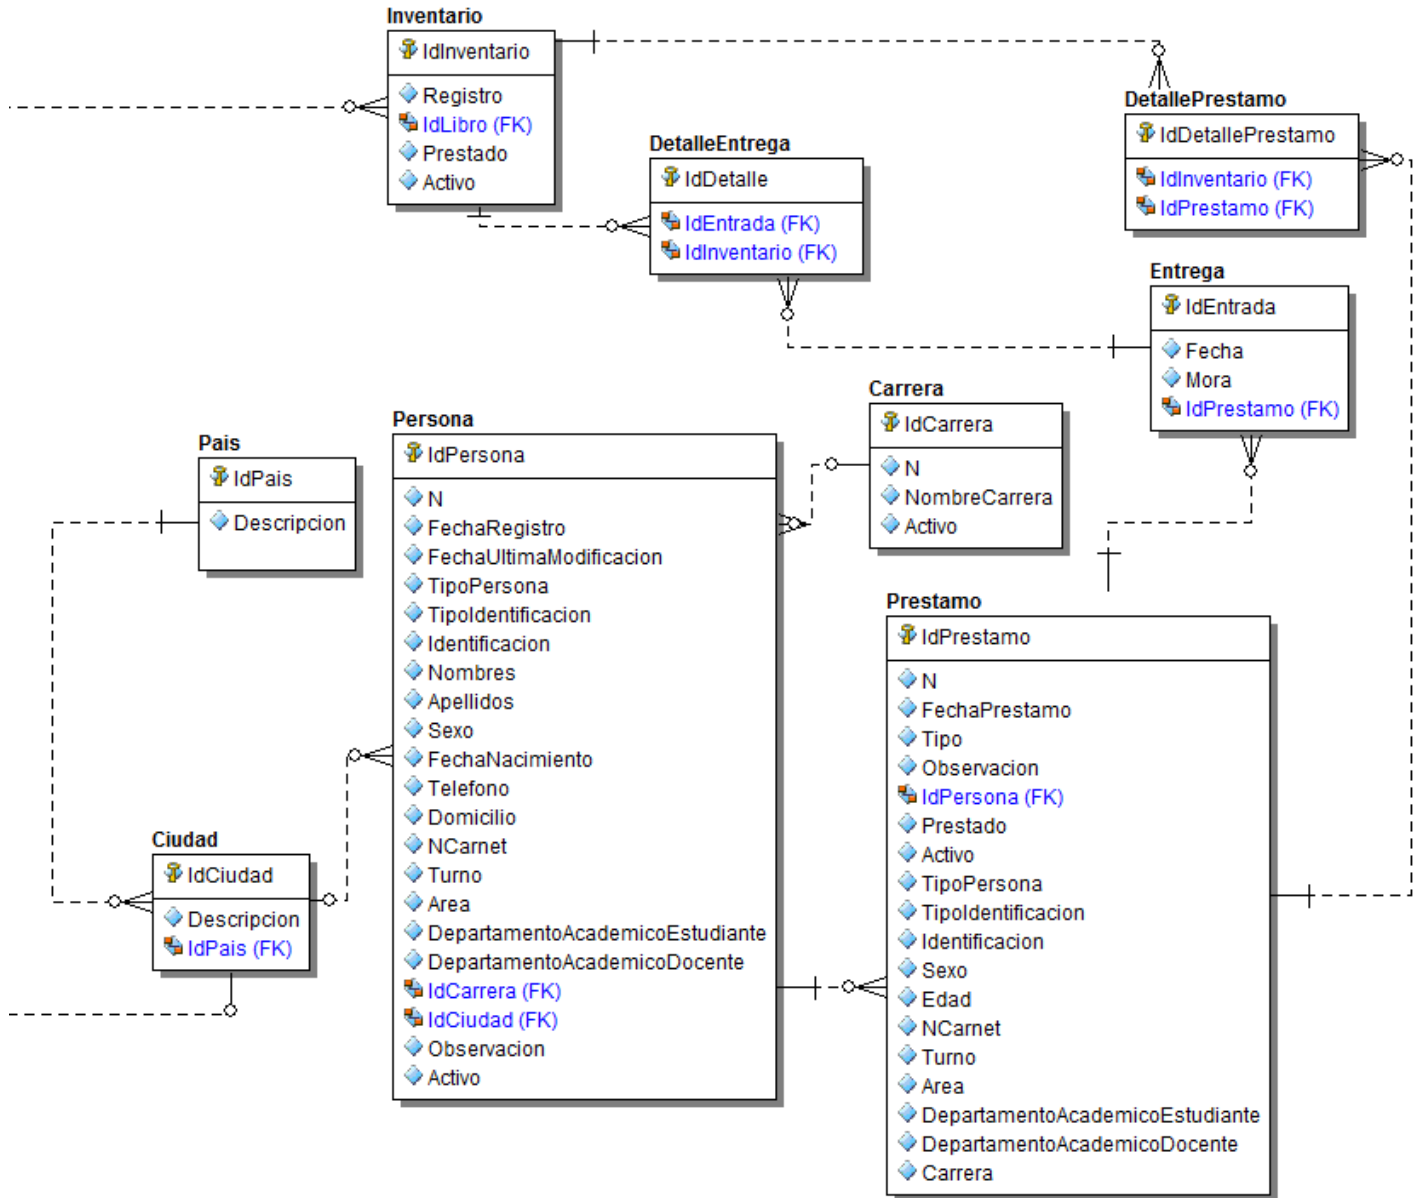 Inventario
IdInventario
Registro
IdLibro (FK)
Prestado
Activo
DetalleEntrega
IdDetalle
IdEntrada (FK)
IdInventario (FK)
DetallePrestamo
IdDetallePrestamo
IdInventario (FK)
IdPrestamo (FK)
Entrega
IdEntrada
Fecha
Mora
IdPrestamo (FK)
Carrera
IdCarrera
N
NombreCarrera
Activo
Pais
IdPais
Descripcion
Persona
IdPersona
N
FechaRegistro
FechaUltimaModificacion
TipoPersona
TipoIdentificacion
Identificacion
Nombres
Apellidos
Sexo
FechaNacimiento
Telefono
Domicilio
NCarnet
Turno
Area
DepartamentoAcademicoEstudiante
DepartamentoAcademicoDocente
IdCarrera (FK)
IdCiudad (FK)
Observacion
Activo
Ciudad
IdCiudad
Descripcion
IdPais (FK)
Prestamo
IdPrestamo
N
FechaPrestamo
Tipo
Observacion
IdPersona (FK)
Prestado
Activo
TipoPersona
TipoIdentificacion
Identificacion
Sexo
Edad
NCarnet
Turno
Area
DepartamentoAcademicoEstudiante
DepartamentoAcademicoDocente
Carrera